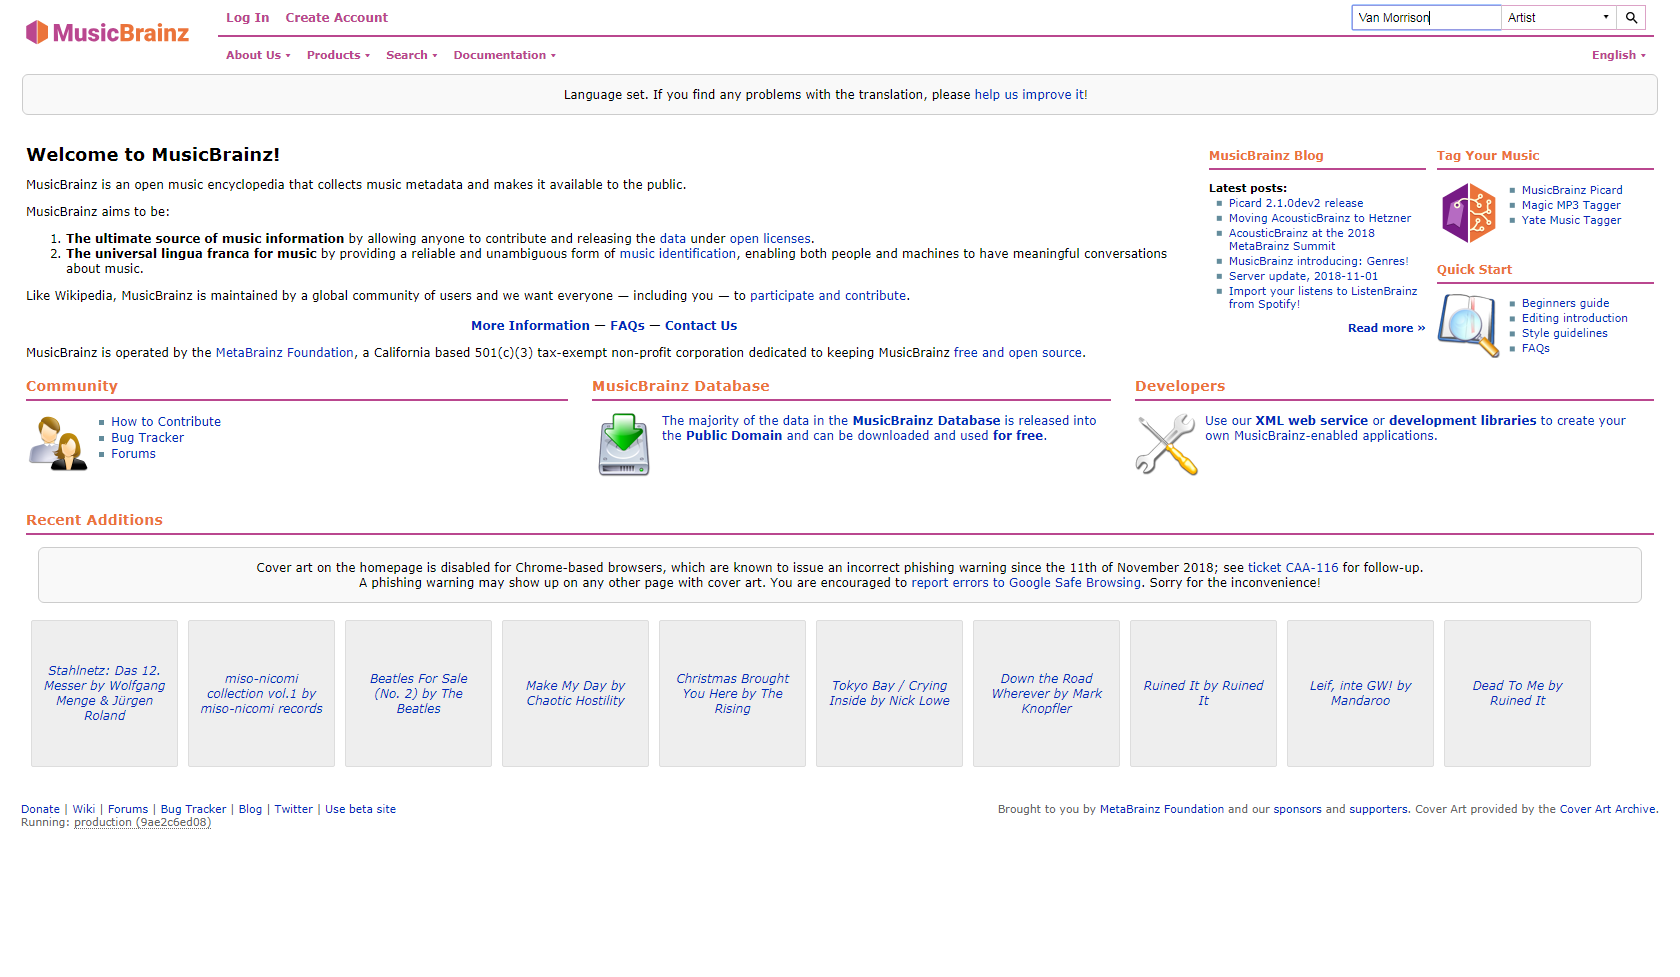 MusicBrainz
Log In Create Account
Van Morrison Artist
About Us Products Search Documentation English
Language set. If you find any problems with the translation, please help us improve it!
Welcome to MusicBrainz!
MusicBrainz is an open music encyclopedia that collects music metadata and makes it available to the public.
MusicBrainz aims to be:
1. The ultimate source of music information by allowing anyone to contribute and releasing the data under open licenses.
2. The universal lingua franca for music by providing a reliable and unambiguous form of music identification, enabling both people and machines to have meaningful conversations
about music.
Like Wikipedia, MusicBrainz is maintained by a global community of users and we want everyone — including you — to participate and contribute.
More Information — FAQs — Contact Us
MusicBrainz is operated by the MetaBrainz Foundation, a California based 501(c)(3) tax-exempt non-profit corporation dedicated to keeping MusicBrainz free and open source.
MusicBrainz Blog
Latest posts:
Picard 2.1.0dev2 release
Moving AcousticBrainz to Hetzner
AcousticBrainz at the 2018
MetaBrainz Summit
MusicBrainz introducing: Genres!
Server update, 2018-11-01
Import your listens to ListenBrainz
from Spotify!
Read more »
Tag Your Music
MusicBrainz Picard
Magic MP3 Tagger
Yate Music Tagger
Quick Start
Beginners guide
Editing introduction
Style guidelines
FAQs
Community
How to Contribute
Bug Tracker
Forums
MusicBrainz Database
The majority of the data in the MusicBrainz Database is released into
the Public Domain and can be downloaded and used for free.
Developers
Use our XML web service or development libraries to create your
own MusicBrainz-enabled applications.
Recent Additions
Cover art on the homepage is disabled for Chrome-based browsers, which are known to issue an incorrect phishing warning since the 11th of November 2018; see ticket CAA-116 for follow-up.
A phishing warning may show up on any other page with cover art. You are encouraged to report errors to Google Safe Browsing. Sorry for the inconvenience!
Stahlnetz: Das 12.
Messer by Wolfgang
Menge & Jürgen
Roland
miso-nicomi
collection vol.1 by
miso-nicomi records
Beatles For Sale
(No. 2) by The
Beatles
Make My Day by
Chaotic Hostility
Christmas Brought
You Here by The
Rising
Tokyo Bay / Crying
Inside by Nick Lowe
Down the Road
Wherever by Mark
Knopfler
Ruined It by Ruined
It
Leif, inte GW! by
Mandaroo
Dead To Me by
Ruined It
Donate | Wiki | Forums | Bug Tracker | Blog | Twitter | Use beta site
Running: production (9ae2c6ed08)
Brought to you by MetaBrainz Foundation and our sponsors and supporters. Cover Art provided by the Cover Art Archive.